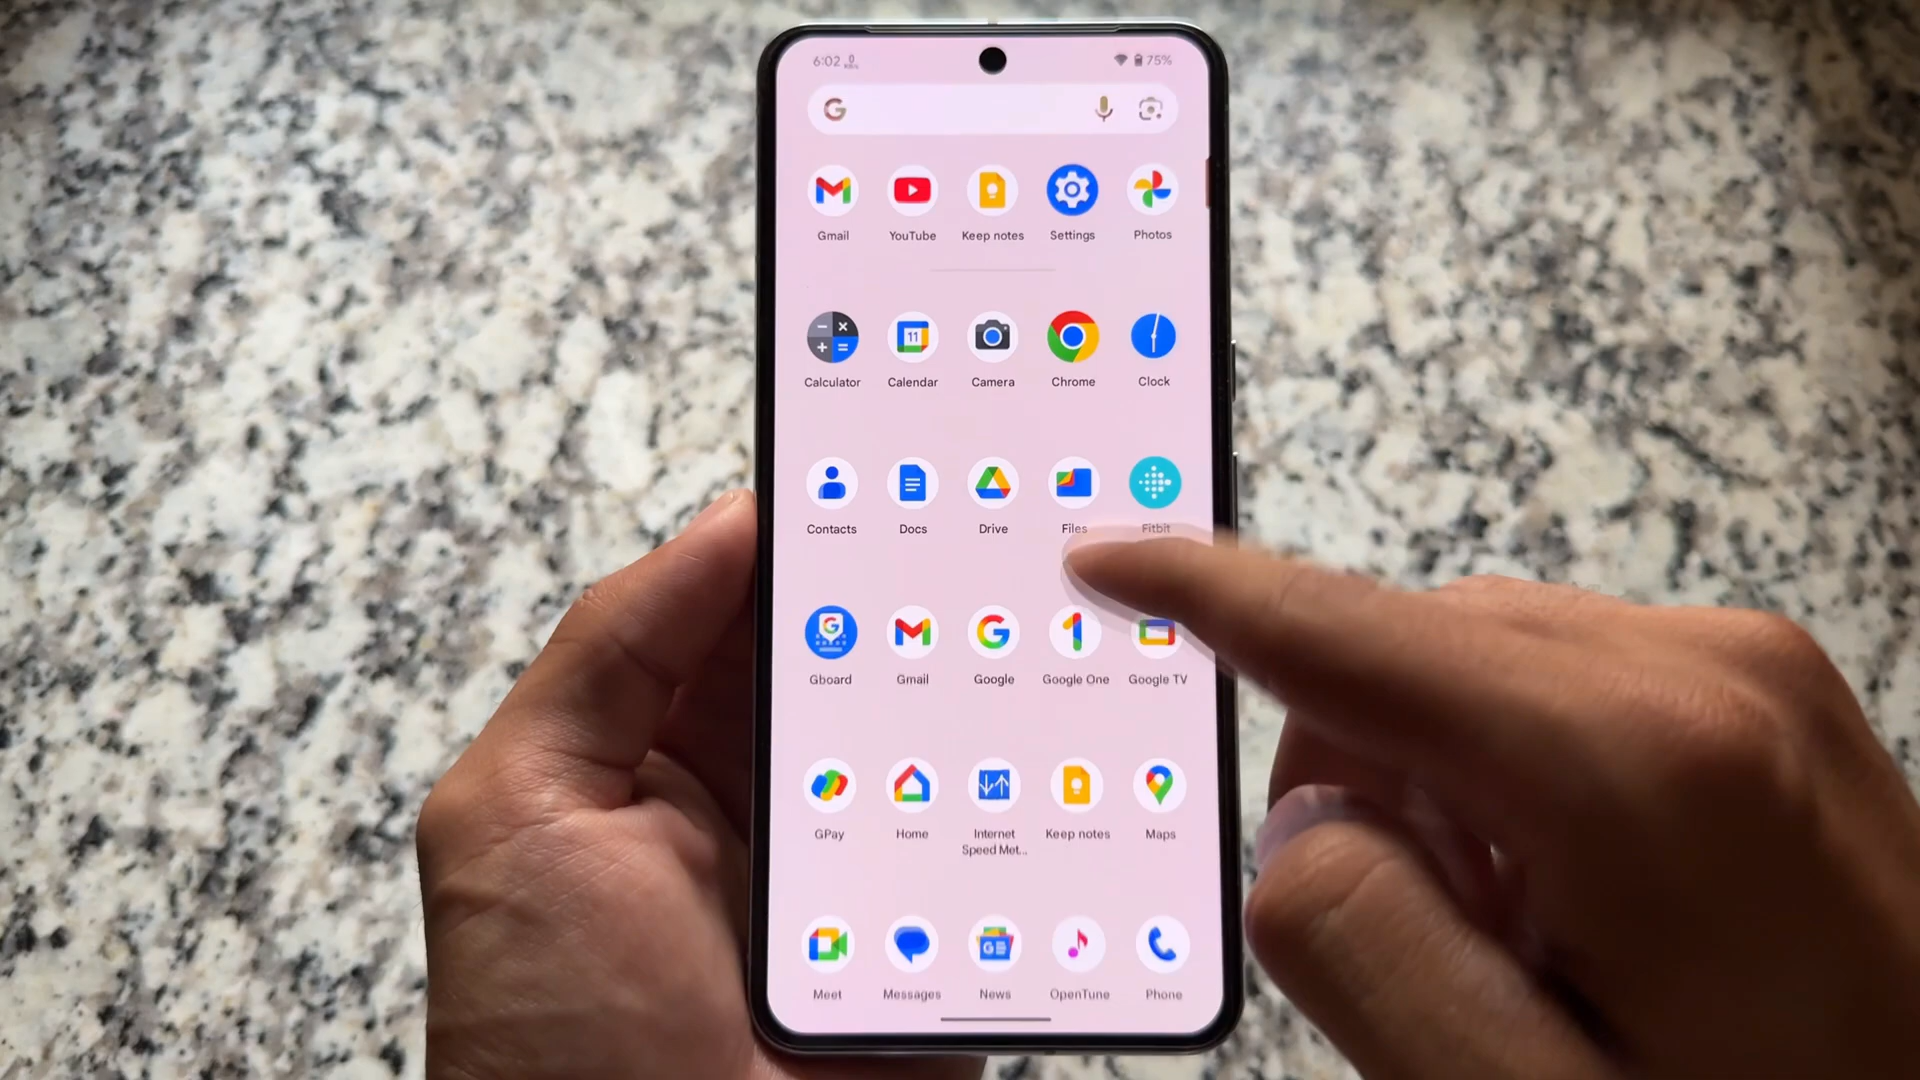 6:02 0 75%
Gmail YouTube Keep notes Settings Photos
11
Calculator Calendar Camera Chrome Clock
Contacts Docs Drive Files Fitbit
Gboard Gmail Google Google One Google TV
GPay Home Internet Speed Met... Keep notes Maps
Meet Messages News OpenTune Phone